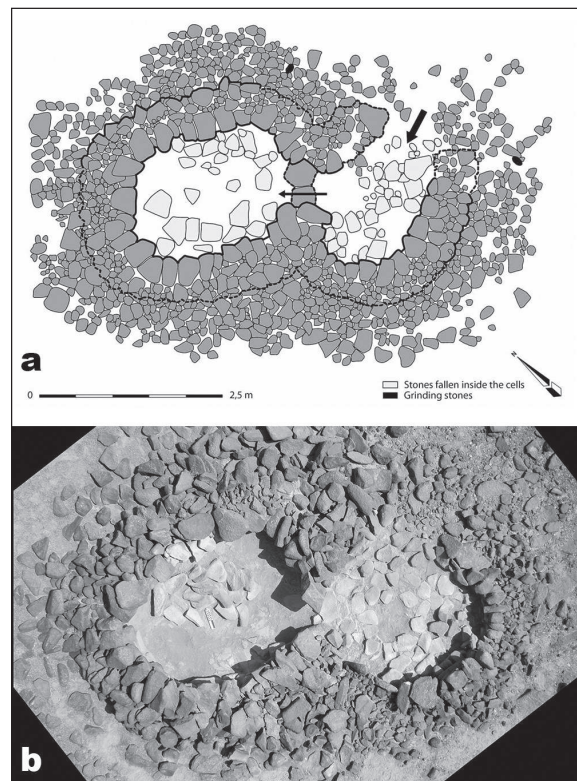 a
0 2,5 m
Stones fallen inside the cells
Grinding stones
N
b